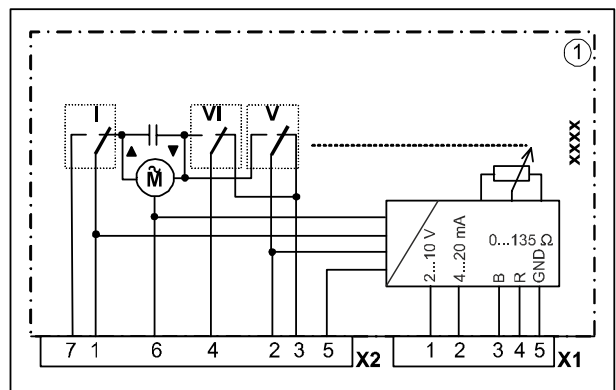 1
I VI V
XXXX
M
~
2...10 V
4...20 mA
0...135 Ω
B
R
GND
7 1 6 4 2 3 5 X2
1 2 3 4 5 X1